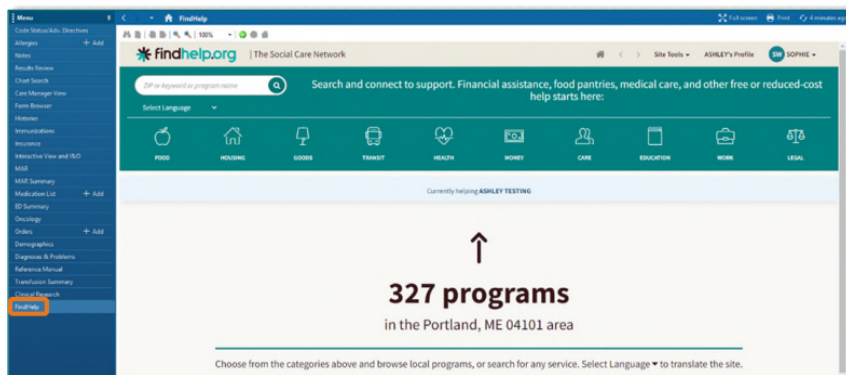 Menu
< FindHelp Full screen Print 4 minutes ago
Code Status/Adv. Directives
Allergies + Add
Notes
Results Review
Chart Search
Care Manager View
Form Browser
Histories
Immunizations
Insurance
Interactive View and I&O
MAR
MAR Summary
Medication List + Add
ED Summary
Oncology
Orders + Add
Demographics
Diagnoses & Problems
Reference Manual
Transfusion Summary
Clinical Research
FindHelp
100%
findhelp.org | The Social Care Network
< > Site Tools ASHLEY's Profile SW SOPHIE
ZIP or keyword or program name
Select Language
Search and connect to support. Financial assistance, food pantries, medical care, and other free or reduced-cost
help starts here:
FOOD HOUSING GOODS TRANSIT HEALTH MONEY CARE EDUCATION WORK LEGAL
Currently helping ASHLEY TESTING
327 programs
in the Portland, ME 04101 area
Choose from the categories above and browse local programs, or search for any service. Select Language ▾ to translate the site.